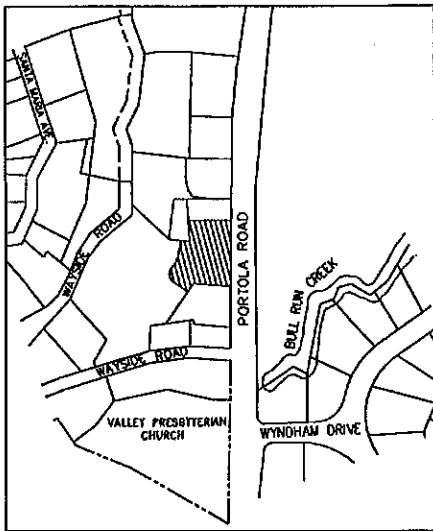 SANTA MARIA AVE.
WAYSIDE ROAD
PORTOLA ROAD
BULL RUN CREEK
WAYSIDE ROAD
VALLEY PRESBYTERIAN
CHURCH
WYNDHAM DRIVE